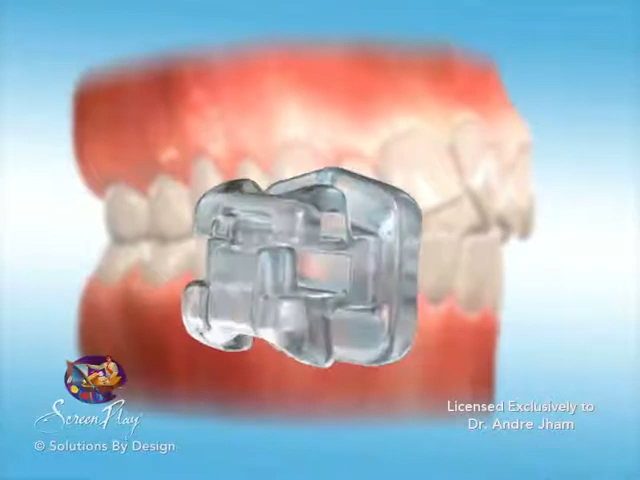 ScreenPlay
© Solutions By Design
Licensed Exclusively to
Dr. Andre Jham